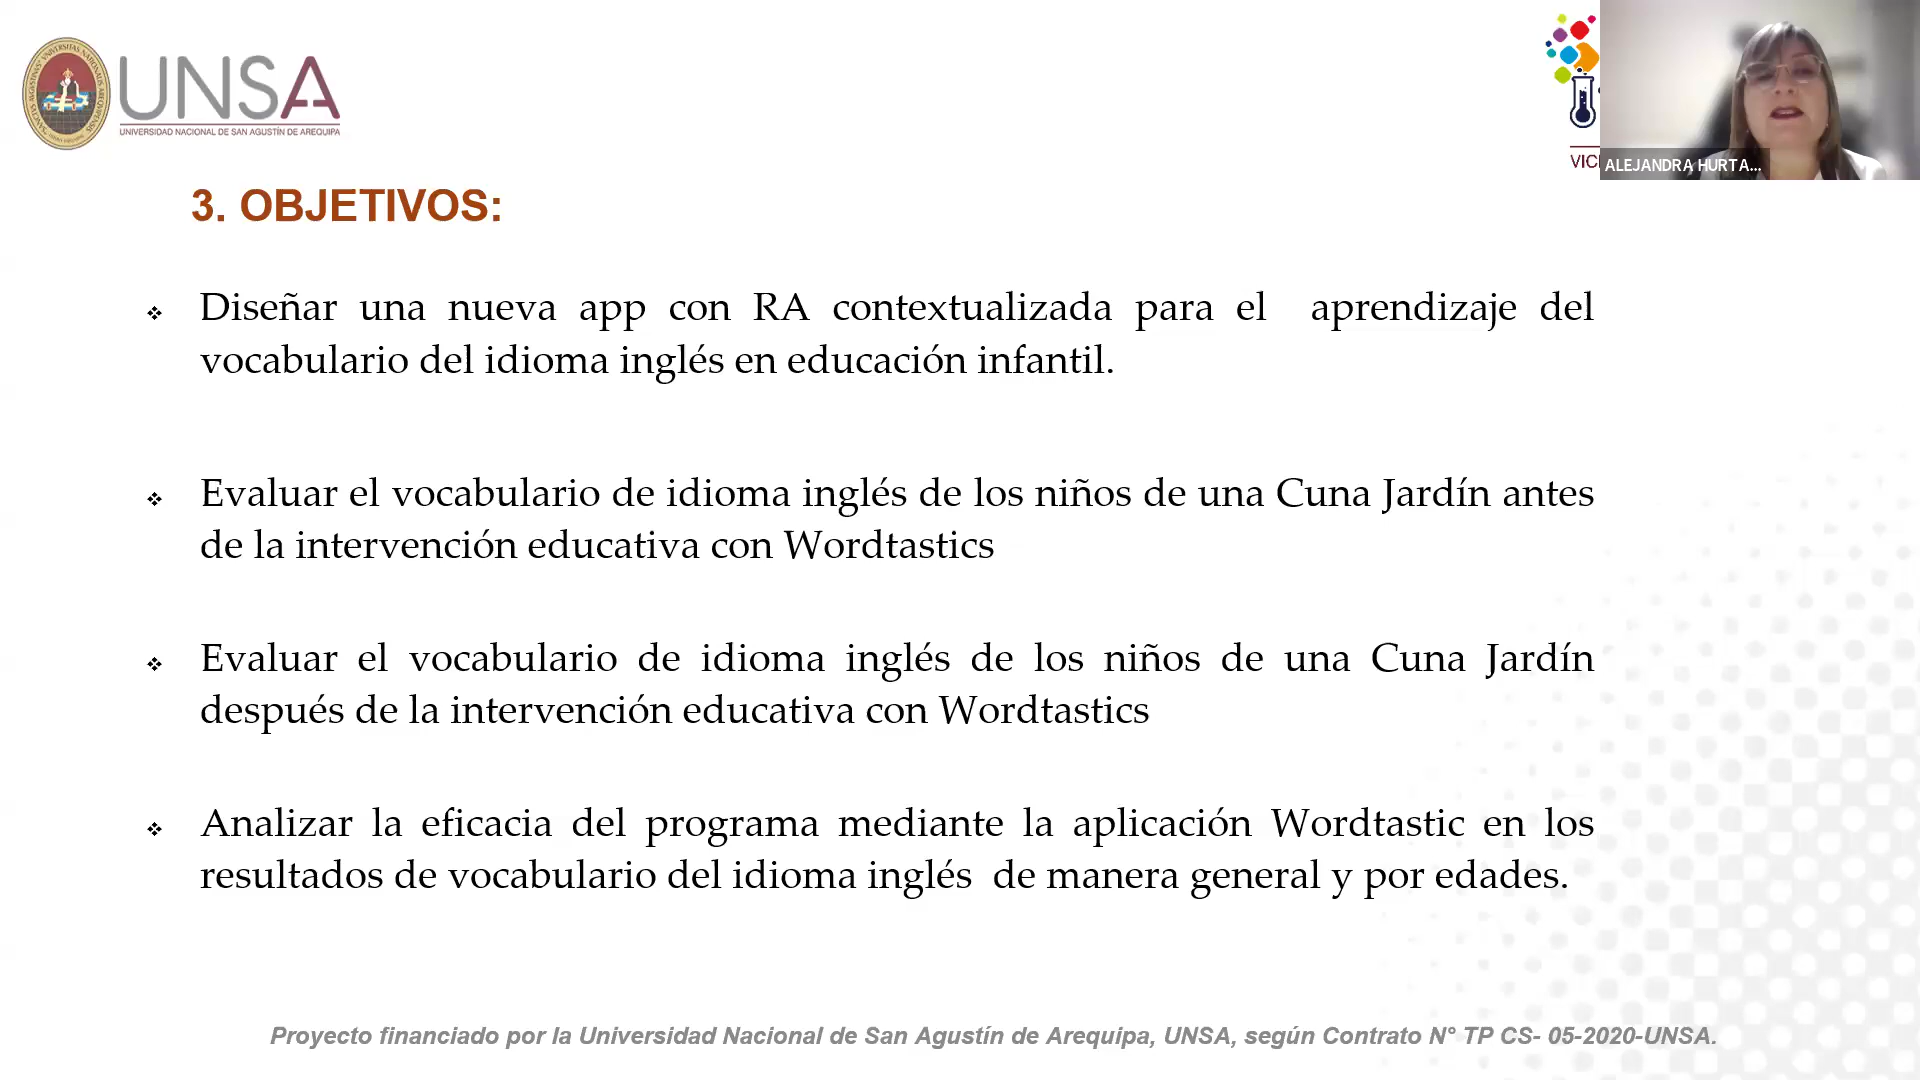 UNSA
UNIVERSIDAD NACIONAL DE SAN AGUSTÍN DE AREQUIPA
ALEJANDRA HURTA...
3. OBJETIVOS:
❖ Diseñar una nueva app con RA contextualizada para el aprendizaje del
vocabulario del idioma inglés en educación infantil.
❖ Evaluar el vocabulario de idioma inglés de los niños de una Cuna Jardín antes
de la intervención educativa con Wordtastics
❖ Evaluar el vocabulario de idioma inglés de los niños de una Cuna Jardín
después de la intervención educativa con Wordtastics
❖ Analizar la eficacia del programa mediante la aplicación Wordtastic en los
resultados de vocabulario del idioma inglés de manera general y por edades.
Proyecto financiado por la Universidad Nacional de San Agustín de Arequipa, UNSA, según Contrato N° TP CS- 05-2020-UNSA.